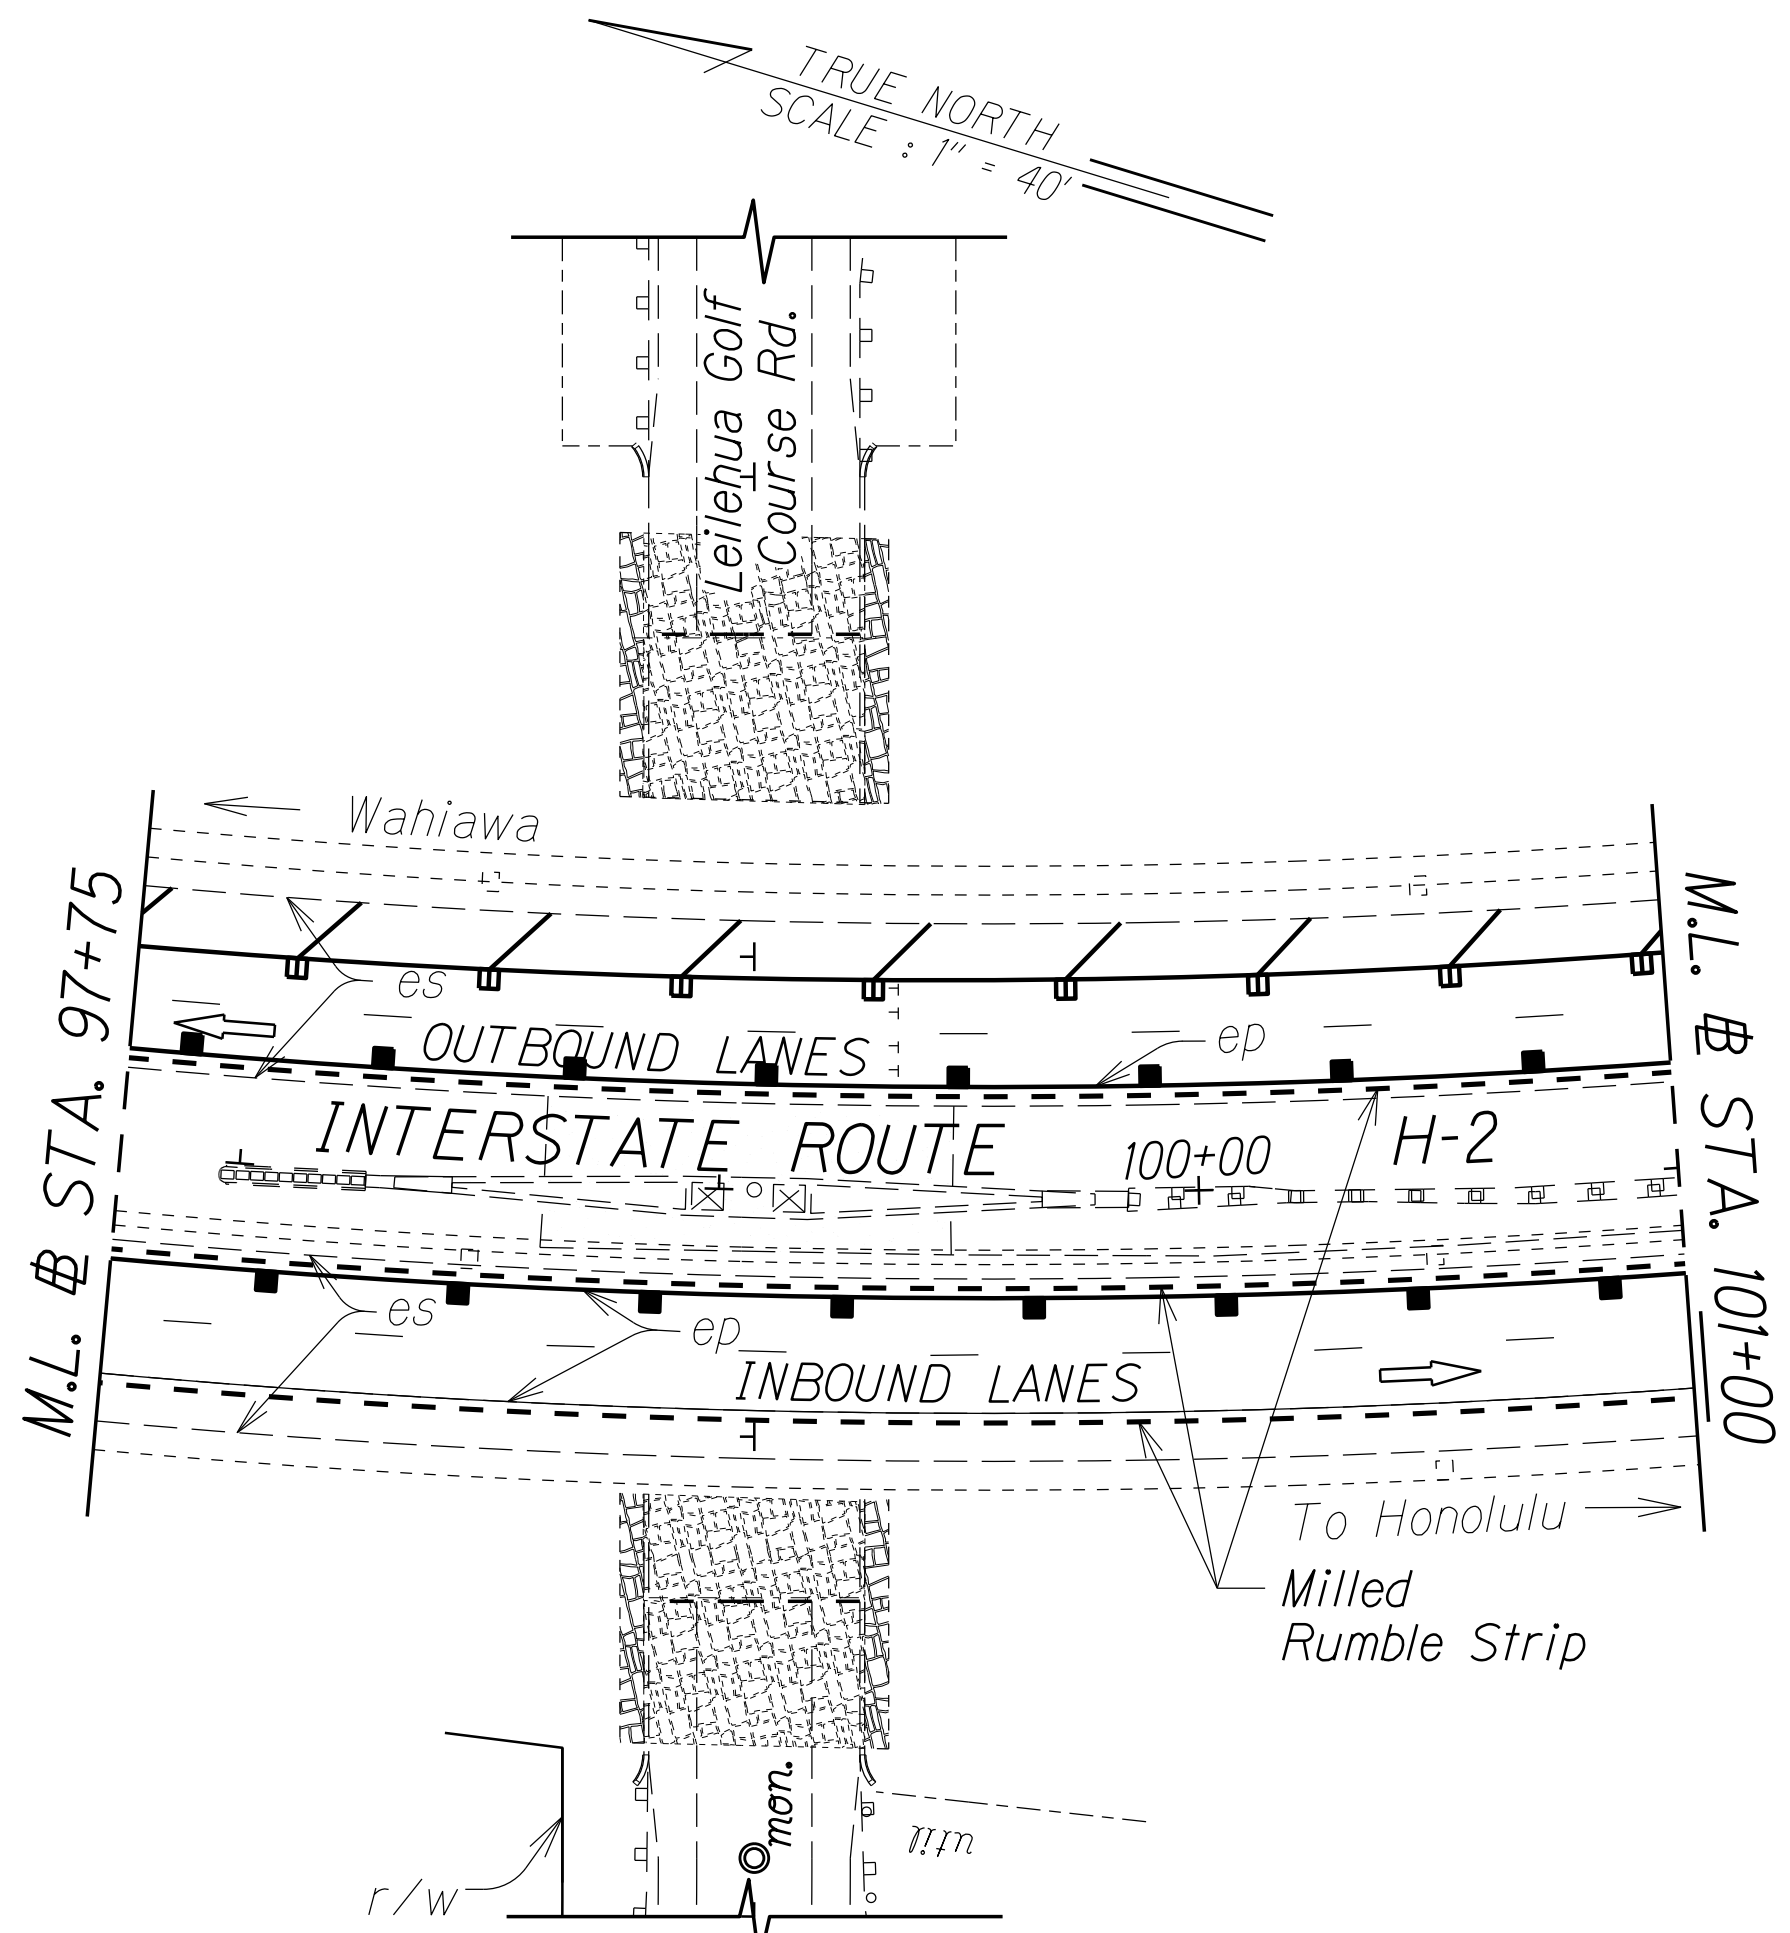 TRUE NORTH
SCALE : 1" = 40'
Leilehua Golf
Course Rd.
Wahiawa
M.L. B STA. 97+75
M.L. B STA. 101+00
es
OUTBOUND LANES
ep
INTERSTATE ROUTE H-2
100+00
es
ep
INBOUND LANES
To Honolulu
Milled
Rumble Strip
mon.
util
r/w